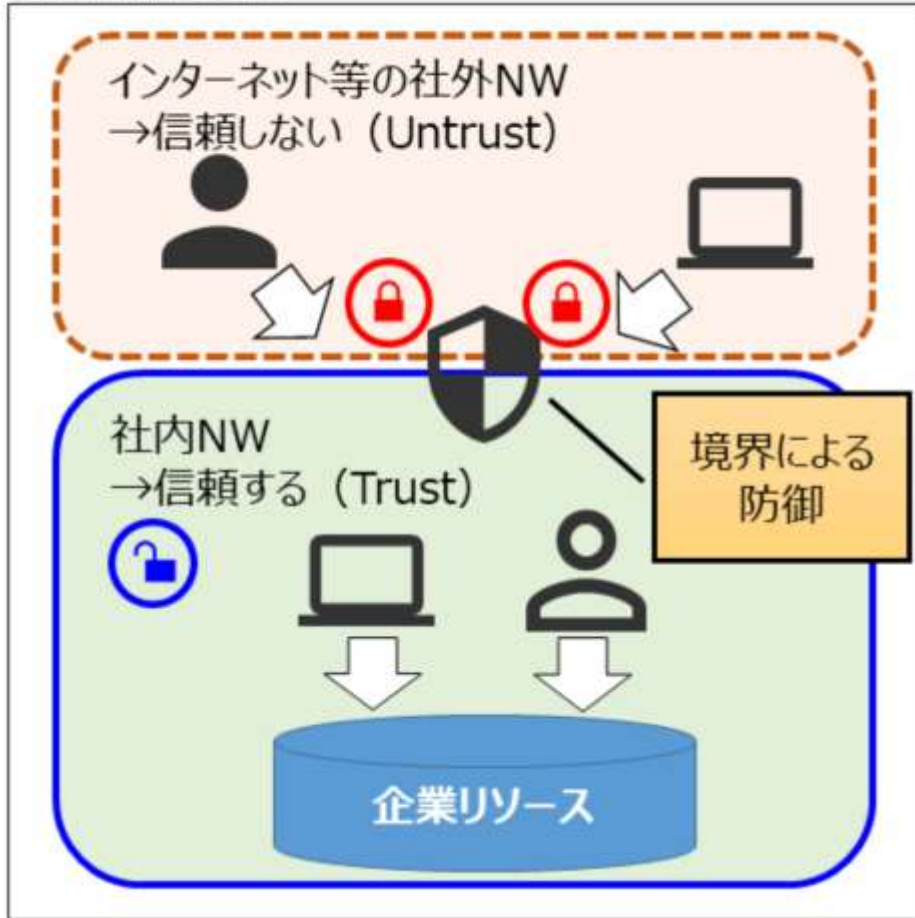 インターネット等の社外NW
→信頼しない（Untrust）
社内NW
→信頼する（Trust）
境界による
防御
企業リソース